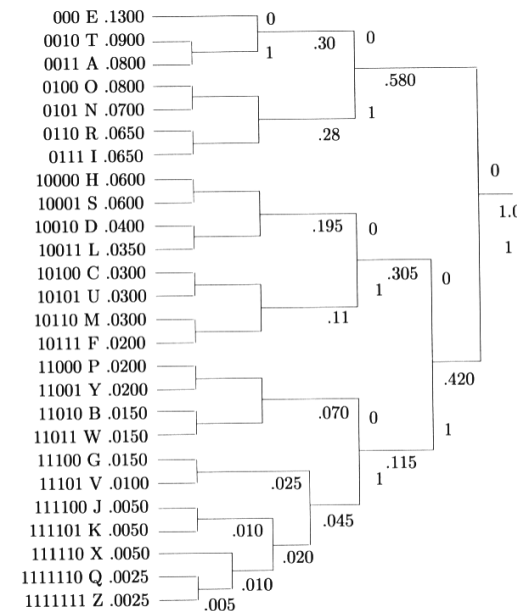 000 E .1300
0
0010 T .0900
.30
0
0011 A .0800
1
0100 O .0800
.580
0101 N .0700
1
0110 R .0650
.28
0111 I .0650
10000 H .0600
0
10001 S .0600
1.0
10010 D .0400
.195
0
10011 L .0350
1
10100 C .0300
.305
0
10101 U .0300
1
10110 M .0300
.11
10111 F .0200
11000 P .0200
.420
11001 Y .0200
11010 B .0150
.070
0
11011 W .0150
1
11100 G .0150
.115
11101 V .0100
.025
1
111100 J .0050
.045
111101 K .0050
.010
111110 X .0050
.020
1111110 Q .0025
.010
1111111 Z .0025
.005